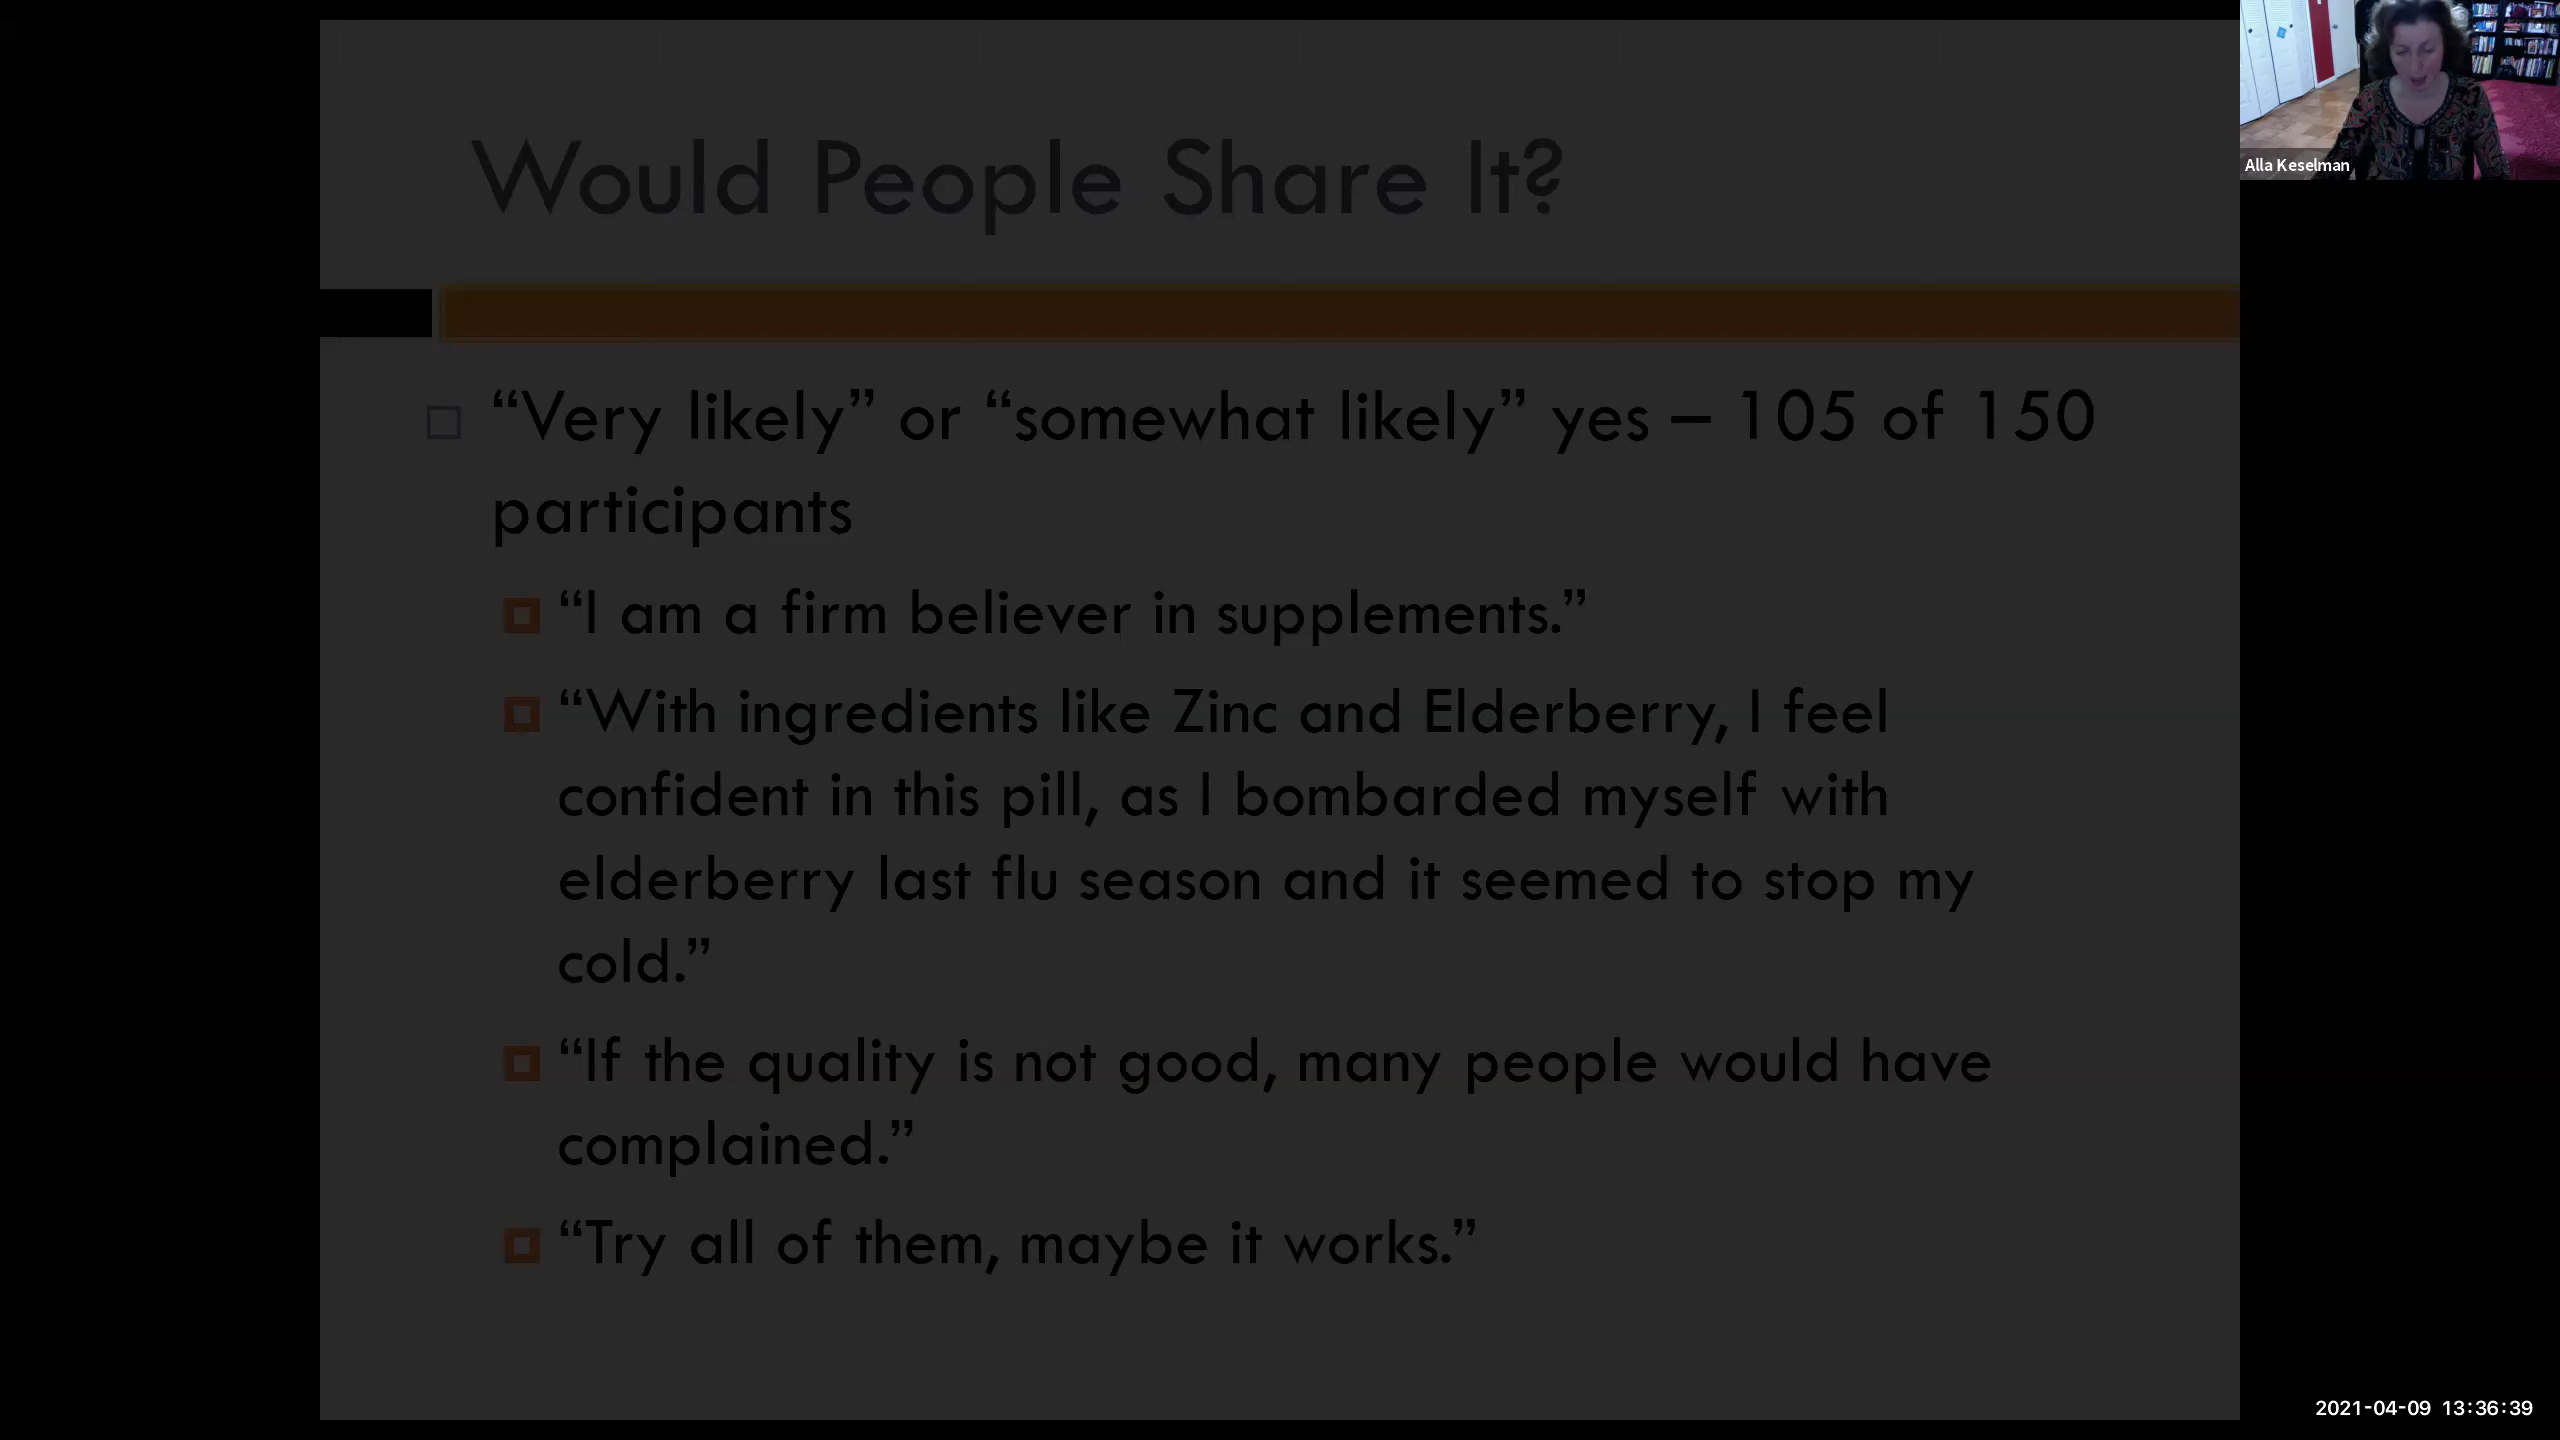 Would People Share It?
Alla Keselman
“Very likely” or “somewhat likely” yes – 105 of 150
participants
“I am a firm believer in supplements.”
“With ingredients like Zinc and Elderberry, I feel
confident in this pill, as I bombarded myself with
elderberry last flu season and it seemed to stop my
cold.”
“If the quality is not good, many people would have
complained.”
“Try all of them, maybe it works.”
2021-04-09 13:36:39